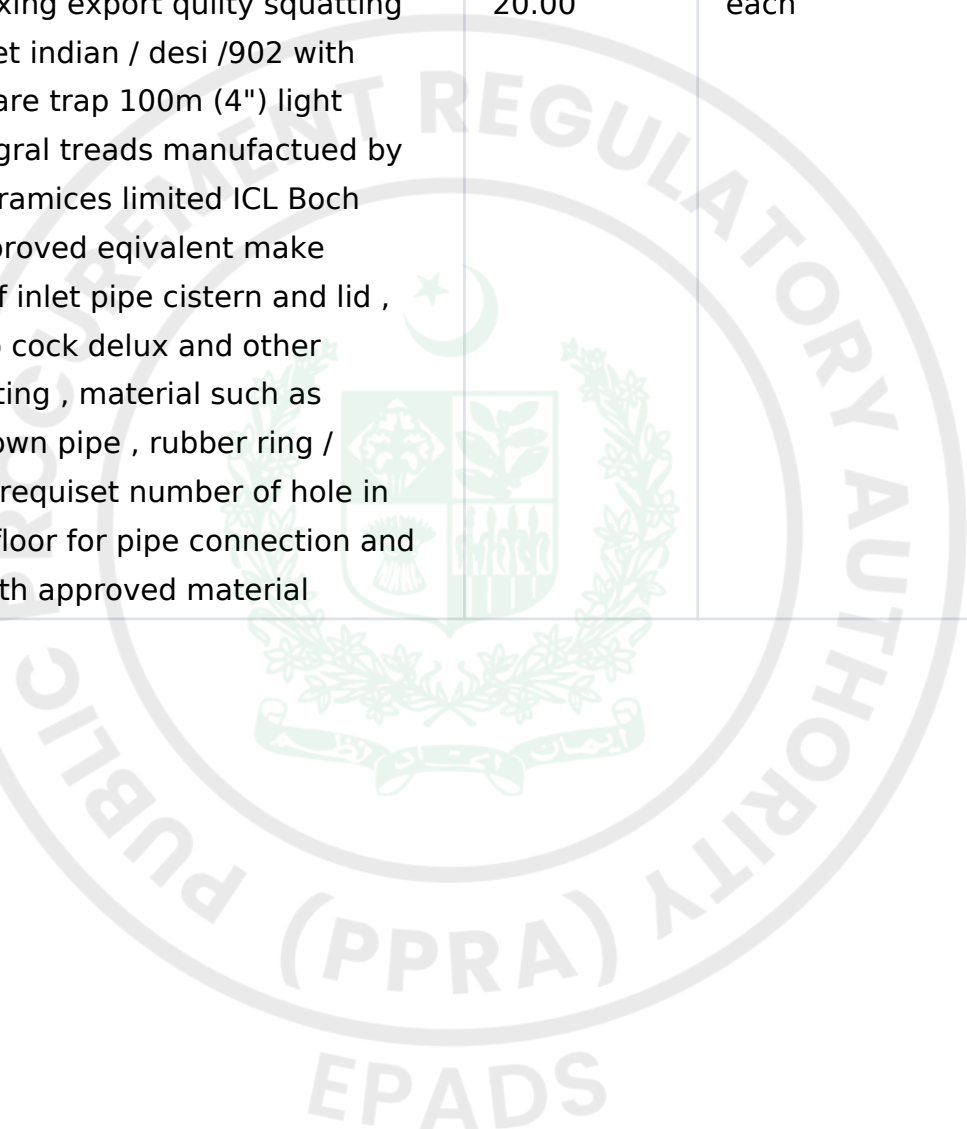 xing export qulity squatting 20.00 each
et indian / desi /902 with
are trap 100m (4") light
gral treads manufactued by
ramices limited ICL Boch
proved eqivalent make
f inlet pipe cistern and lid ,
cock delux and other
ting , material such as
own pipe , rubber ring /
requiset number of hole in
floor for pipe connection and
th approved material
PUBLIC PROCUREMENT REGULATORY AUTHORITY
(PPRA)
EPADS